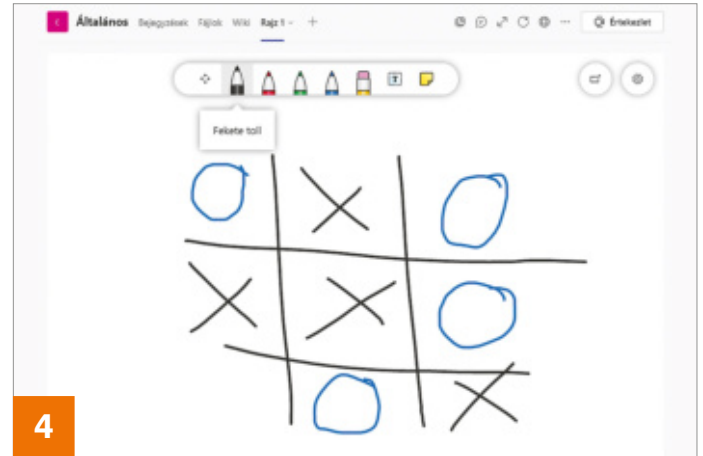 Általános Bejegyzések Fájlok Wiki Rajz 1 Értekezlet
T
Fekete toll
4